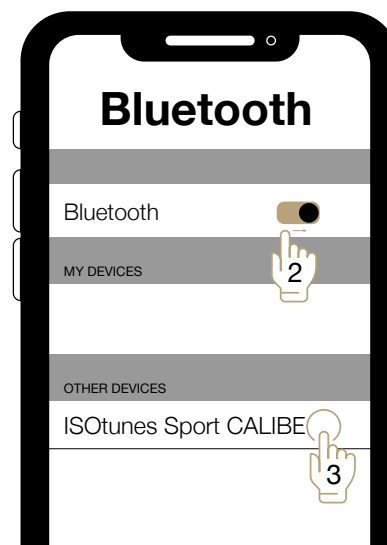 Bluetooth
Bluetooth
MY DEVICES
2
OTHER DEVICES
ISOtunes Sport CALIBE
3